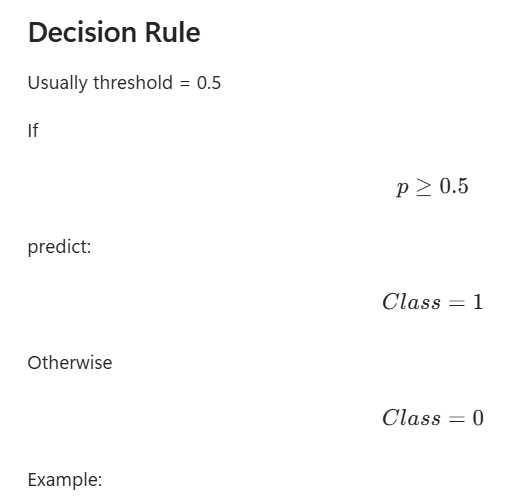 Decision Rule
Usually threshold = 0.5
If
p ≥ 0.5
predict:
Class = 1
Otherwise
Class = 0
Example: